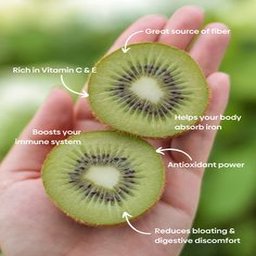 Great source of fiber
Rich in Vitamin C & E
Helps your body
absorb iron
Boosts your
immune system
Antioxidant power
Reduces bloating &
digestive discomfort